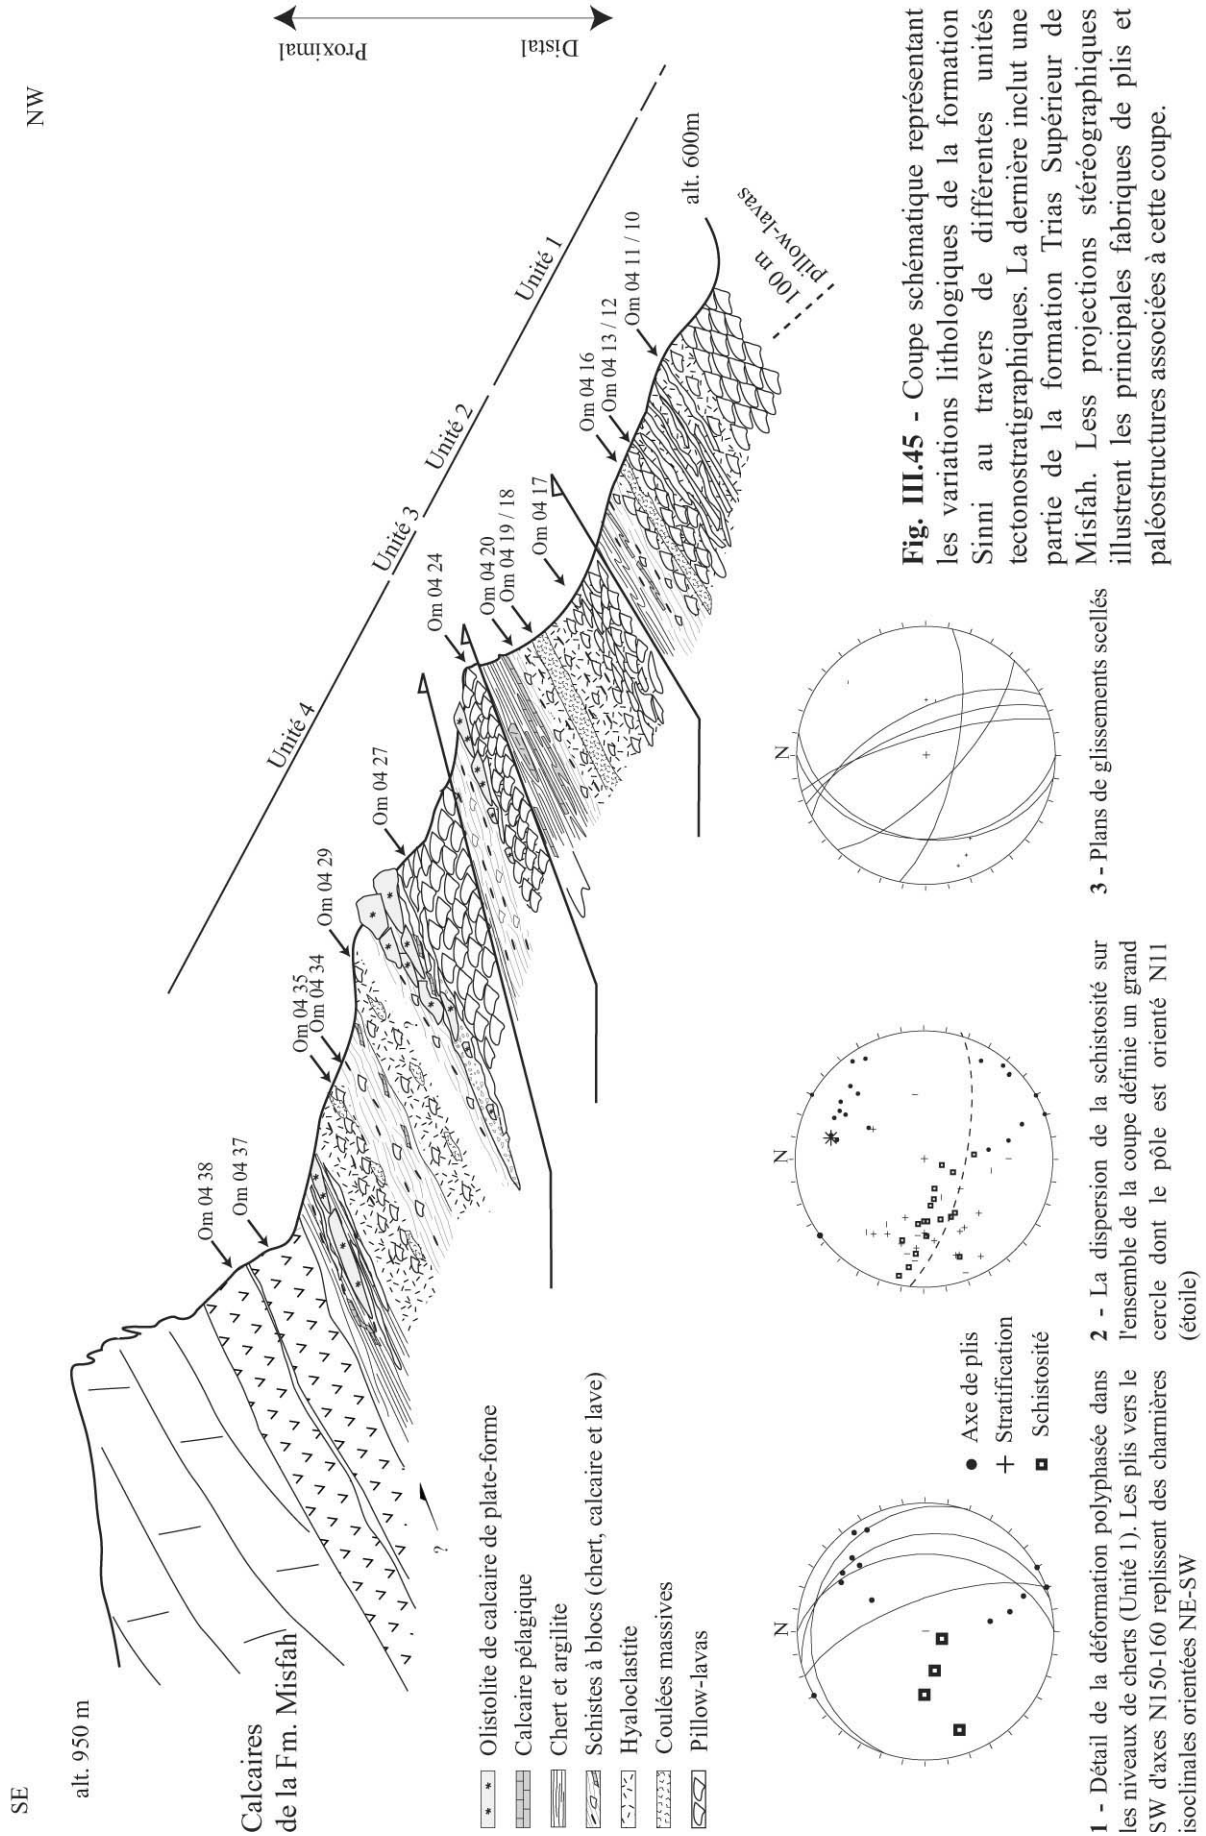 SE
NW
alt. 950 m
Calcaires
de la Fm. Misfah
Om 04 38
Om 04 37
Om 04 35
Om 04 34
Om 04 29
Om 04 27
Om 04 24
Om 04 20
Om 04 19 / 18
Om 04 17
Om 04 16
Om 04 13 / 12
Om 04 11 / 10
Unité 4
Unité 3
Unité 2
Unité 1
alt. 600m
100 m
pillow-lavas
Proximal
Distal
?
?
Olistolite de calcaire de plate-forme
Calcaire pélagique
Chert et argilite
Schistes à blocs (chert, calcaire et lave)
Hyaloclastite
Coulées massives
Pillow-lavas
N
Axe de plis
Stratification
Schistosité
N
N
1 - Détail de la déformation polyphasée dans
les niveaux de cherts (Unité 1). Les plis vers le
SW d'axes N150-160 replissent des charnières
isoclinales orientées NE-SW
2 - La dispersion de la schistosité sur
l'ensemble de la coupe définie un grand
cercle dont le pôle est orienté N11
(étoile)
3 - Plans de glissements scellés
Fig. III.45 - Coupe schématique représentant
les variations lithologiques de la formation
Sinni au travers de différentes unités
tectonostratigraphiques. La dernière inclut une
partie de la formation Trias Supérieur de
Misfah. Less projections stéréographiques
illustrent les principales fabriques de plis et
paléostructures associées à cette coupe.